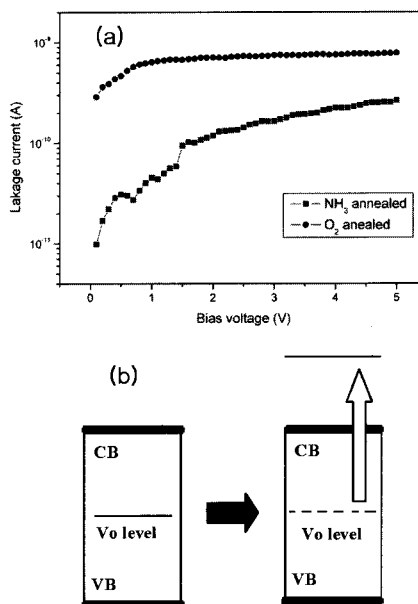 (a)
10⁻⁹
10⁻¹⁰
10⁻¹¹
Lakage current (A)
NH₃ annealed
O₂ anealed
0 1 2 3 4 5
Bias voltage (V)
(b)
CB CB
Vo level Vo level
VB VB